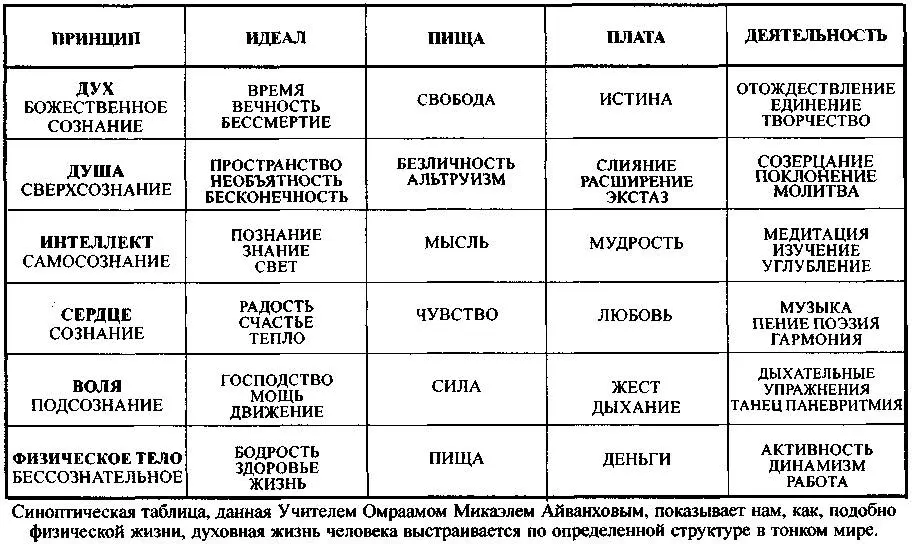 ПРИНЦИП ИДЕАЛ ПИЩА ПЛАТА ДЕЯТЕЛЬНОСТЬ
ДУХ
БОЖЕСТВЕННОЕ
СОЗНАНИЕ
ВРЕМЯ
ВЕЧНОСТЬ
БЕССМЕРТИЕ
СВОБОДА
ИСТИНА
ОТОЖДЕСТВЛЕНИЕ
ЕДИНЕНИЕ
ТВОРЧЕСТВО
ДУША
СВЕРХСОЗНАНИЕ
ПРОСТРАНСТВО
НЕОБЪЯТНОСТЬ
БЕСКОНЕЧНОСТЬ
БЕЗЛИЧНОСТЬ
АЛЬТРУИЗМ
СЛИЯНИЕ
РАСШИРЕНИЕ
ЭКСТАЗ
СОЗЕРЦАНИЕ
ПОКЛОНЕНИЕ
МОЛИТВА
ИНТЕЛЛЕКТ
САМОСОЗНАНИЕ
ПОЗНАНИЕ
ЗНАНИЕ
СВЕТ
МЫСЛЬ
МУДРОСТЬ
МЕДИТАЦИЯ
ИЗУЧЕНИЕ
УГЛУБЛЕНИЕ
СЕРДЦЕ
СОЗНАНИЕ
РАДОСТЬ
СЧАСТЬЕ
ТЕПЛО
ЧУВСТВО
ЛЮБОВЬ
МУЗЫКА
ПЕНИЕ ПОЭЗИЯ
ГАРМОНИЯ
ВОЛЯ
ПОДСОЗНАНИЕ
ГОСПОДСТВО
МОЩЬ
ДВИЖЕНИЕ
СИЛА
ЖЕСТ
ДЫХАНИЕ
ДЫХАТЕЛЬНЫЕ
УПРАЖНЕНИЯ
ТАНЕЦ ПАНЕВРИТМИЯ
ФИЗИЧЕСКОЕ ТЕЛО
БЕССОЗНАТЕЛЬНОЕ
БОДРОСТЬ
ЗДОРОВЬЕ
ЖИЗНЬ
ПИЩА
ДЕНЬГИ
АКТИВНОСТЬ
ДИНАМИЗМ
РАБОТА
Синоптическая таблица, данная Учителем Омраамом Микаэлем Айванховым, показывает нам, как, подобно
физической жизни, духовная жизнь человека выстраивается по определенной структуре в тонком мире.